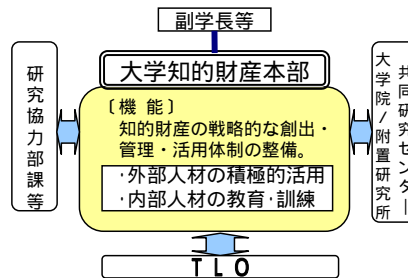 副学長等
大学知的財産本部
研究協力部課等
〔機 能〕
知的財産の戦略的な創出・
管理・活用体制の整備。
・外部人材の積極的活用
・内部人材の教育・訓練
大学院/附置研究所
共同研究センター
TLO